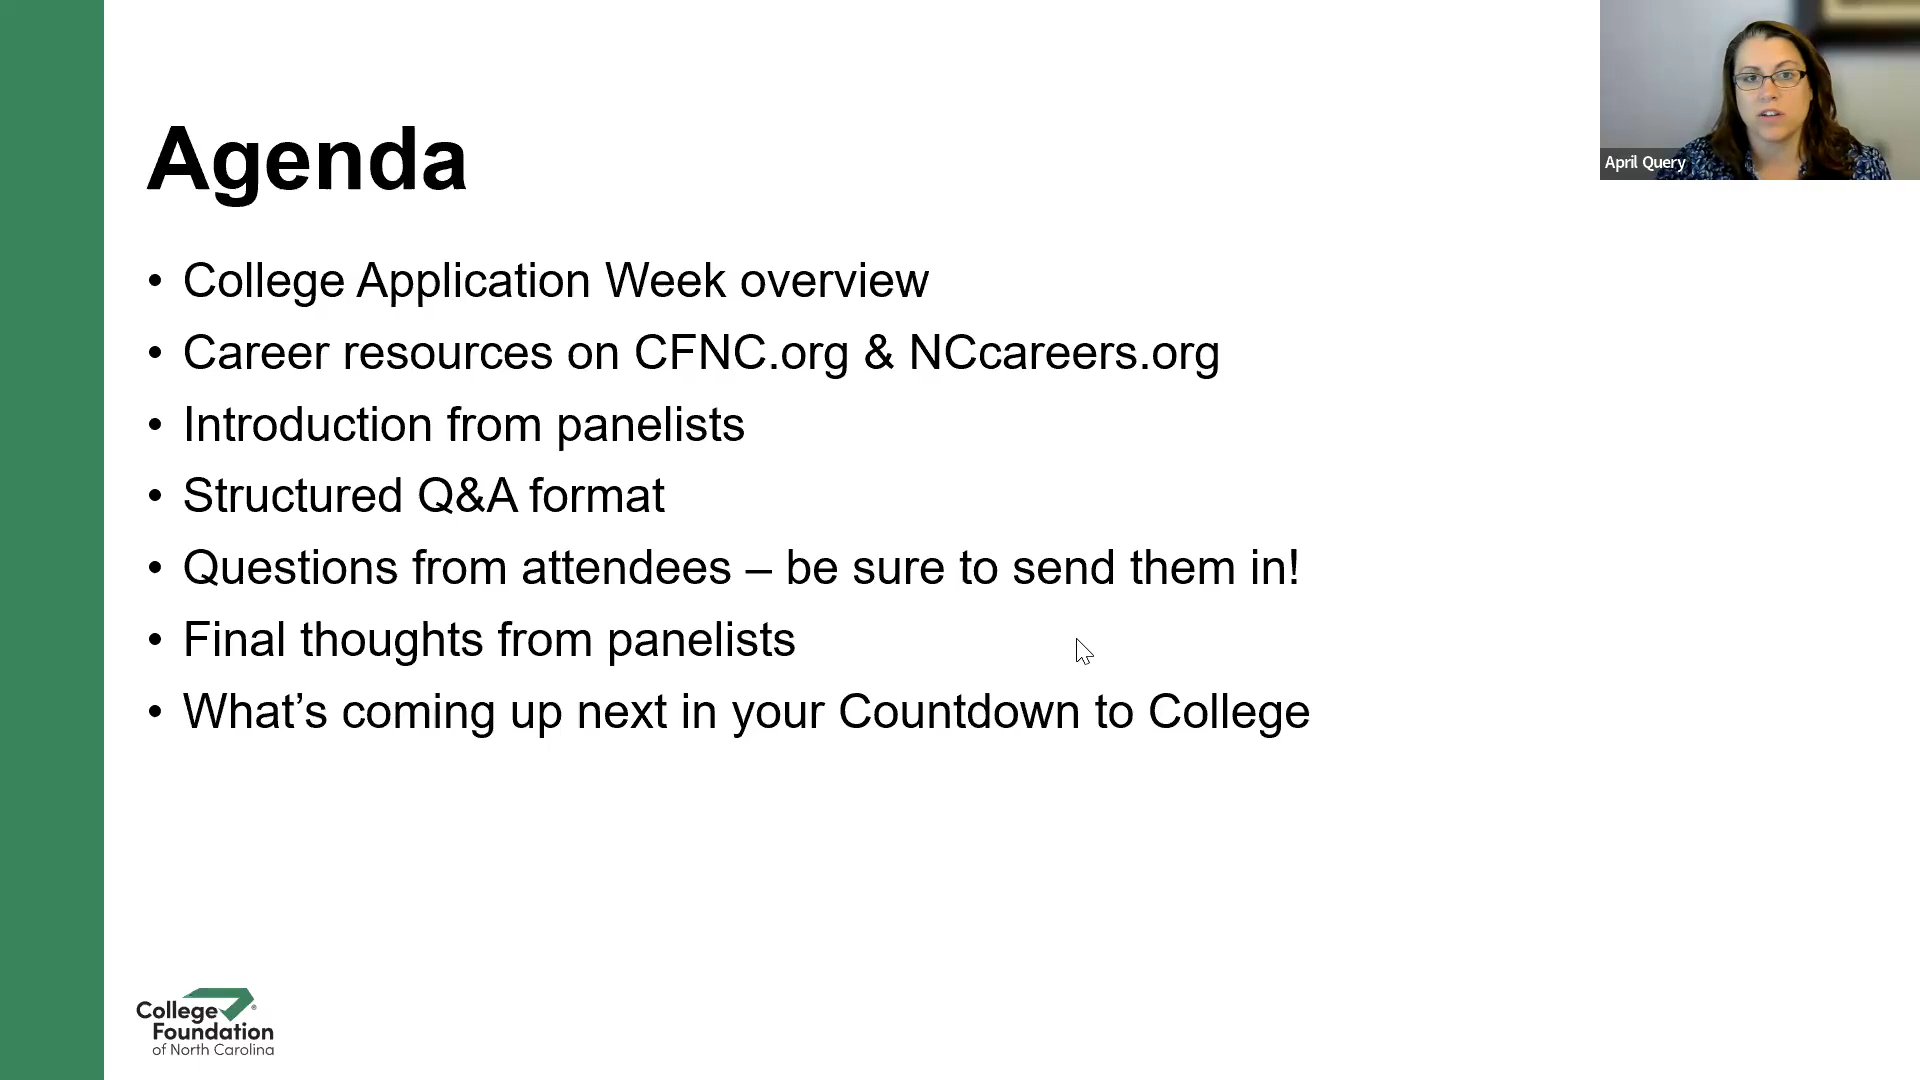 Agenda
• College Application Week overview
• Career resources on CFNC.org & NCcareers.org
• Introduction from panelists
• Structured Q&A format
• Questions from attendees – be sure to send them in!
• Final thoughts from panelists
• What’s coming up next in your Countdown to College
April Query
College
Foundation
of North Carolina